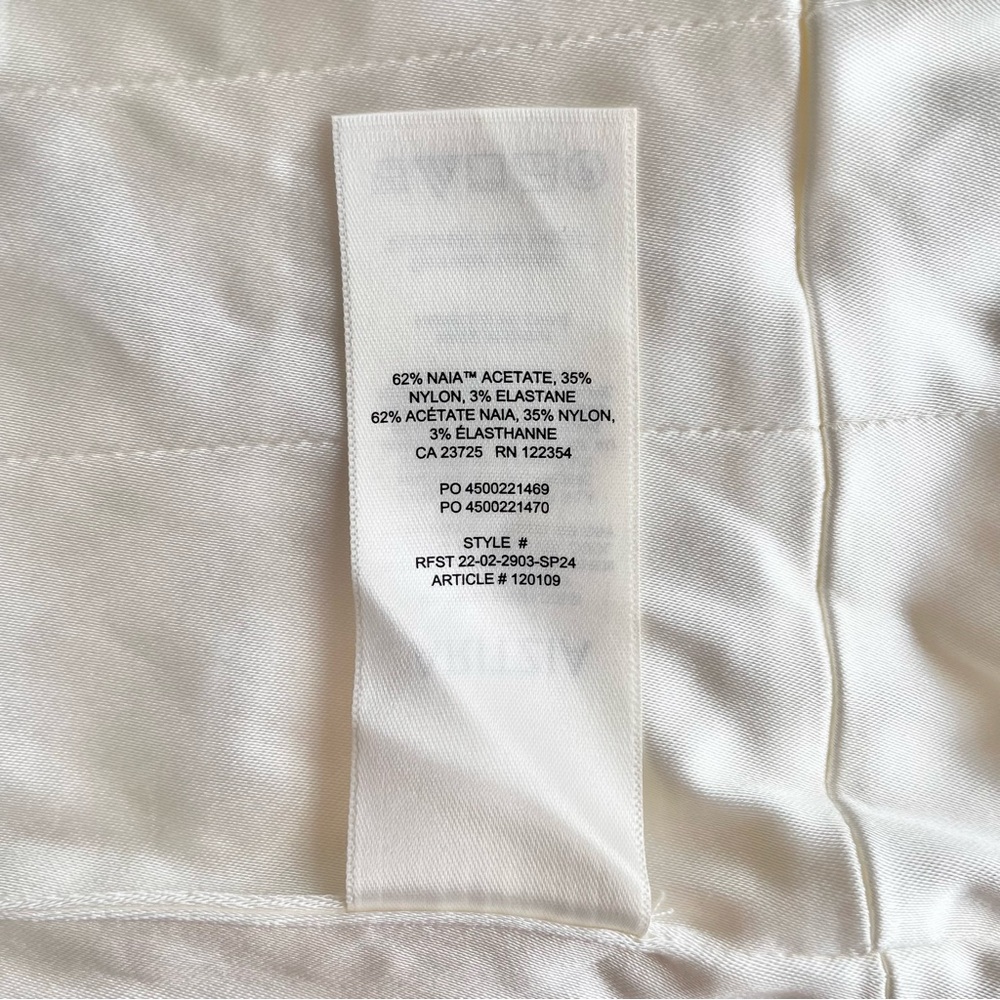 62% NAIA™ ACETATE, 35%
NYLON, 3% ELASTANE
62% ACÉTATE NAIA, 35% NYLON,
3% ÉLASTHANNE
CA 23725 RN 122354
PO 4500221469
PO 4500221470
STYLE #
RFST 22-02-2903-SP24
ARTICLE # 120109